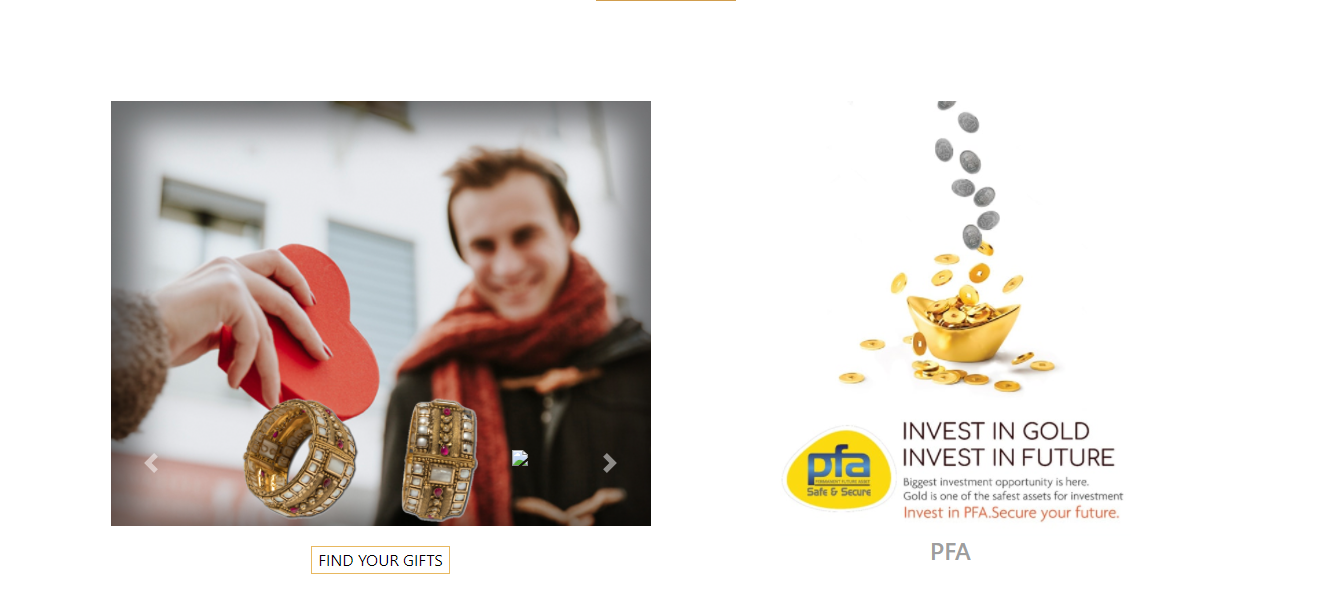 FIND YOUR GIFTS
INVEST IN GOLD
INVEST IN FUTURE
pfa
PERMANENT FUTURE ASSET
Safe & Secure
Biggest investment opportunity is here.
Gold is one of the safest assets for investment
Invest in PFA.Secure your future.
PFA